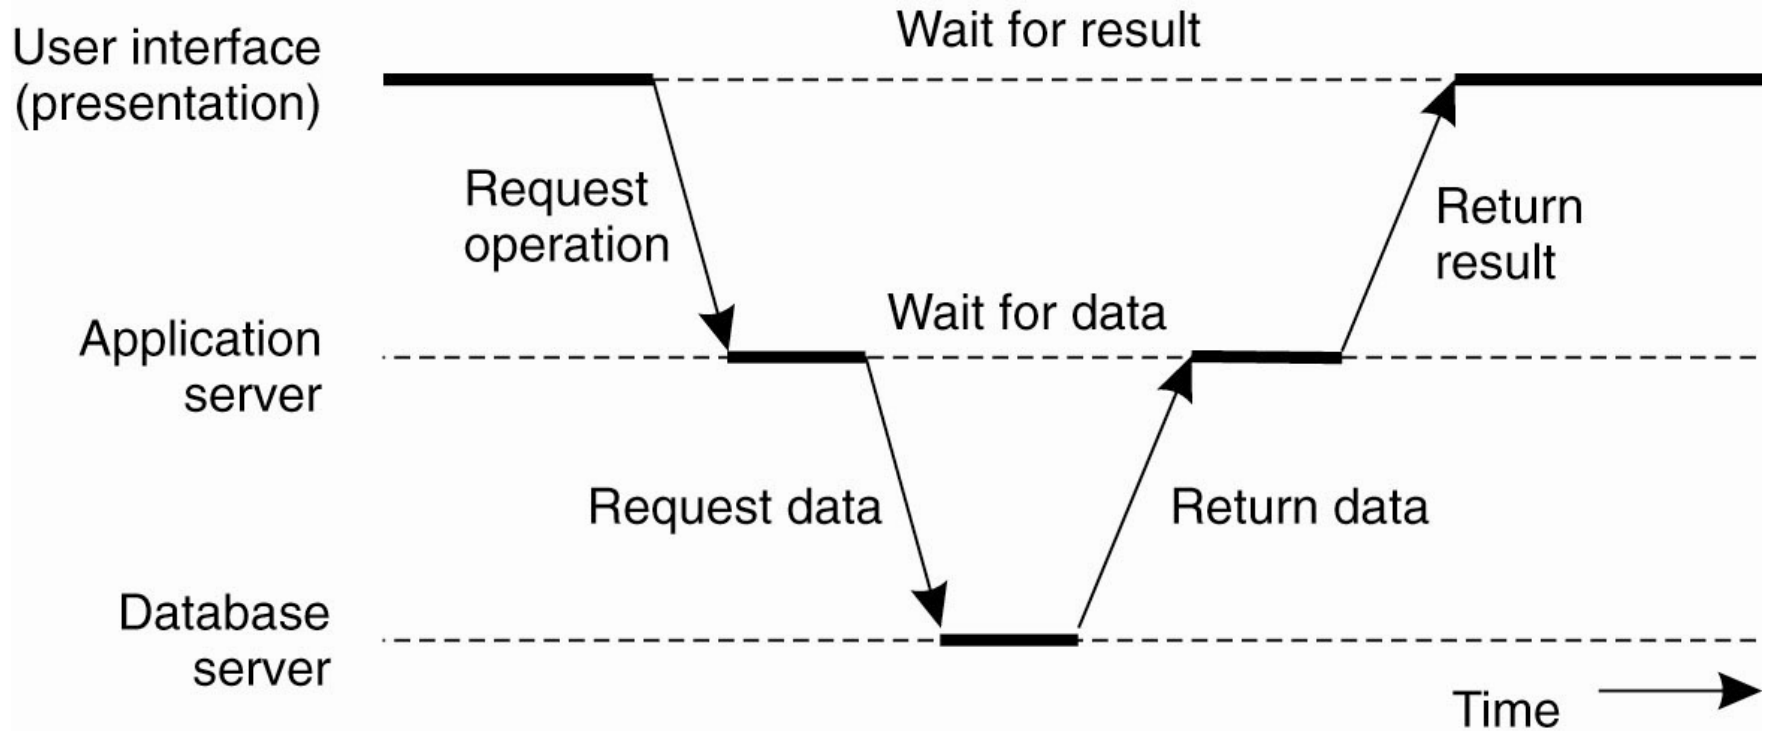 Wait for result
User interface
(presentation)
Request
operation
Return
result
Wait for data
Application
server
Request data
Return data
Database
server
Time